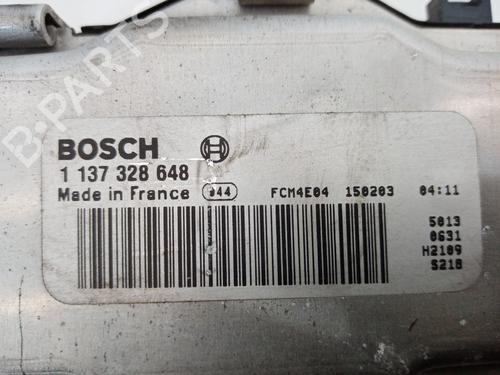 B-PARTS
BOSCH
1 137 328 648
Made in France 044 FCM4E04 150203 04:11
5013
0631
H2109
S218